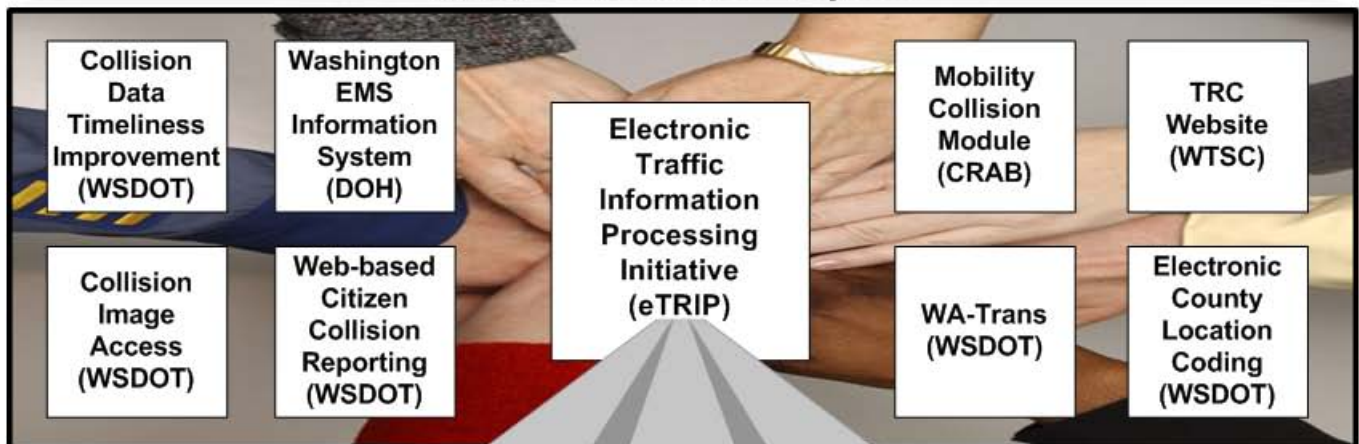 Collision
Data
Timeliness
Improvement
(WSDOT)
Washington
EMS
Information
System
(DOH)
Electronic
Traffic
Information
Processing
Initiative
(eTRIP)
Mobility
Collision
Module
(CRAB)
TRC
Website
(WTSC)
Collision
Image
Access
(WSDOT)
Web-based
Citizen
Collision
Reporting
(WSDOT)
WA-Trans
(WSDOT)
Electronic
County
Location
Coding
(WSDOT)